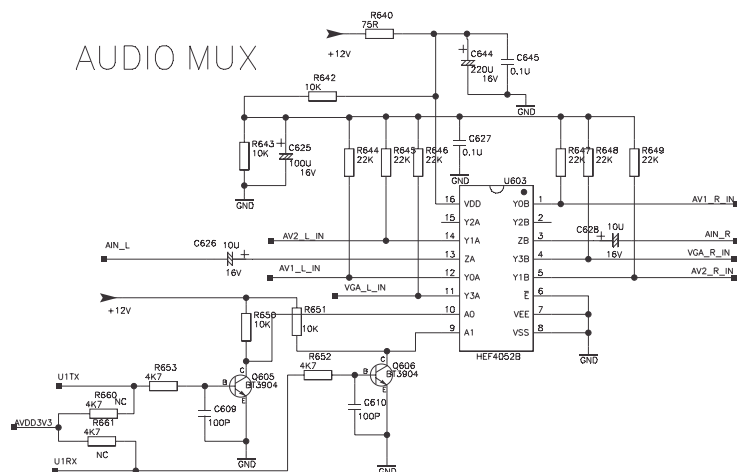 AUDIO MUX
R640
75R
+12V
C644
220U
16V
C645
0.1U
GND
R642
10K
R643
10K
C625
100U
16V
GND
R644
22K
R645
22K
R646
22K
C627
0.1U
GND
R647
22K
R648
22K
R649
22K
U603
16 VDD Y0B 1
15 Y2A Y2B 2
14 Y1A ZB 3
13 ZA Y3B 4
12 Y0A Y1B 5
11 Y3A E 6
10 A0 VEE 7
9 A1 VSS 8
HEF4052B
AV1_R_IN
C628
10U
16V
AIN_R
VGA_R_IN
AV2_R_IN
GND
AIN_L
C626
10U
16V
AV2_L_IN
AV1_L_IN
VGA_L_IN
+12V
R650
10K
R651
10K
U1TX
R653
4K7
B
C
E
Q605
BT3904
C609
100P
GND
R652
4K7
B
C
E
Q606
BT3904
C610
100P
GND
R660
4K7
NC
AVDD3V3
R661
4K7
NC
U1RX